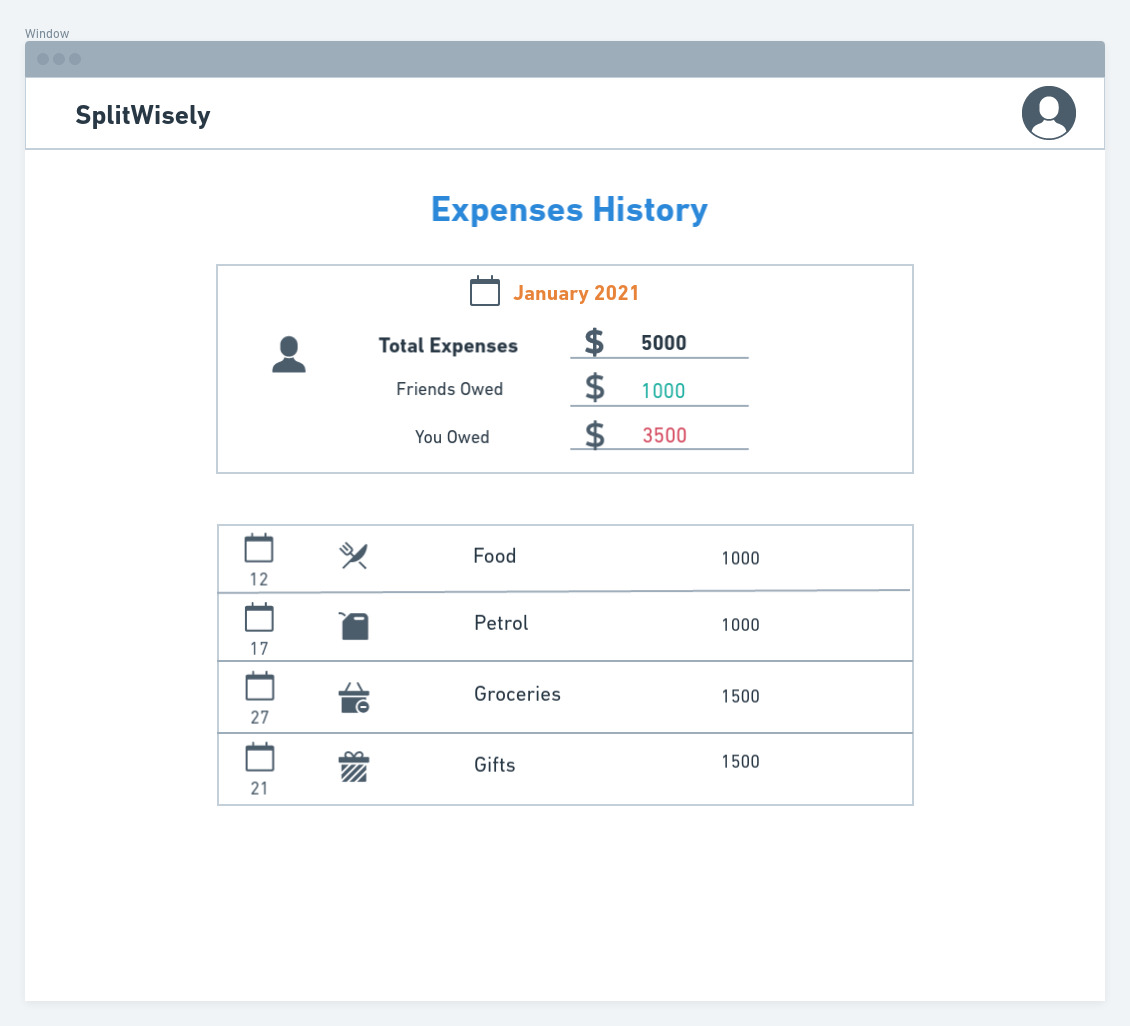 Window
SplitWisely
Expenses History
January 2021
Total Expenses $ 5000
Friends Owed $ 1000
You Owed $ 3500
12 Food 1000
17 Petrol 1000
27 Groceries 1500
21 Gifts 1500